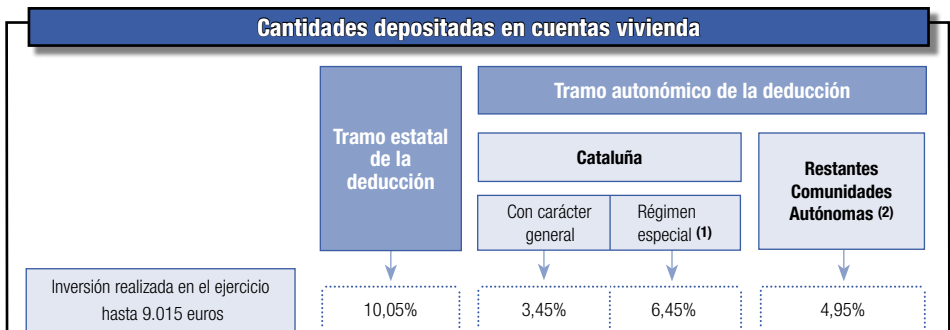 Cantidades depositadas en cuentas vivienda
Tramo estatal
de la
deducción
Tramo autonómico de la deducción
Cataluña
Con carácter
general
Régimen
especial (1)
Restantes
Comunidades
Autónomas (2)
Inversión realizada en el ejercicio
hasta 9.015 euros
10,05%
3,45%
6,45%
4,95%